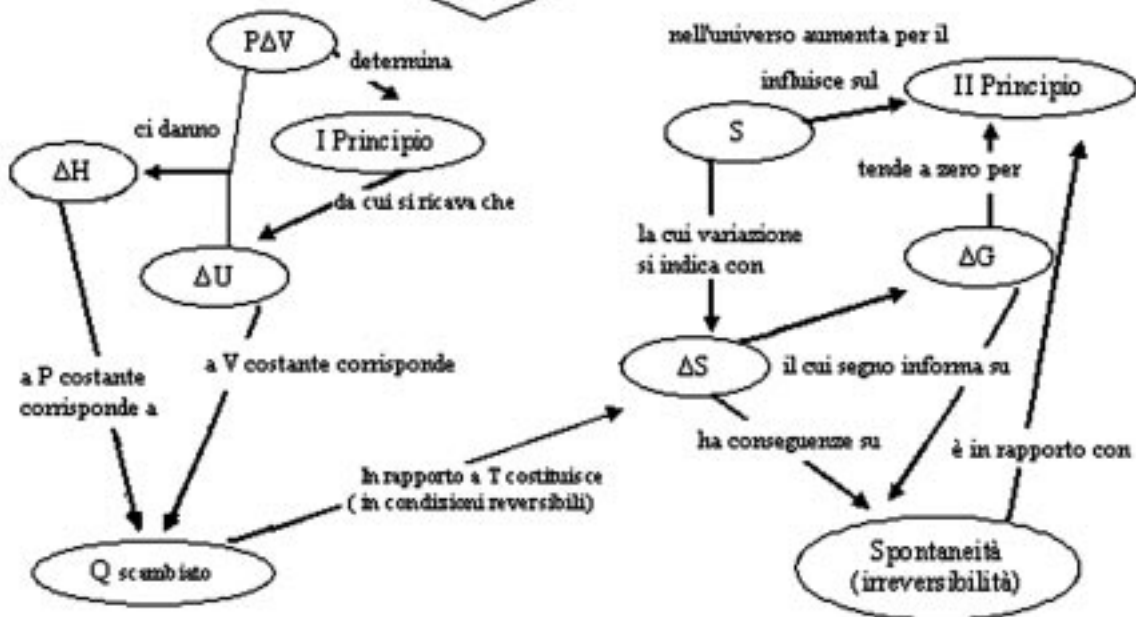 PΔV
determina
I Principio
ci danno
ΔH
da cui si ricava che
ΔU
a P costante
corrisponde a
a V costante corrisponde
Q scambiato
In rapporto a T costituisce
( in condizioni reversibili)
nell'universo aumenta per il
influisce sul
II Principio
S
tende a zero per
la cui variazione
si indica con
ΔG
ΔS
il cui segno informa su
ha conseguenze su
è in rapporto con
Spontaneità
(irreversibilità)